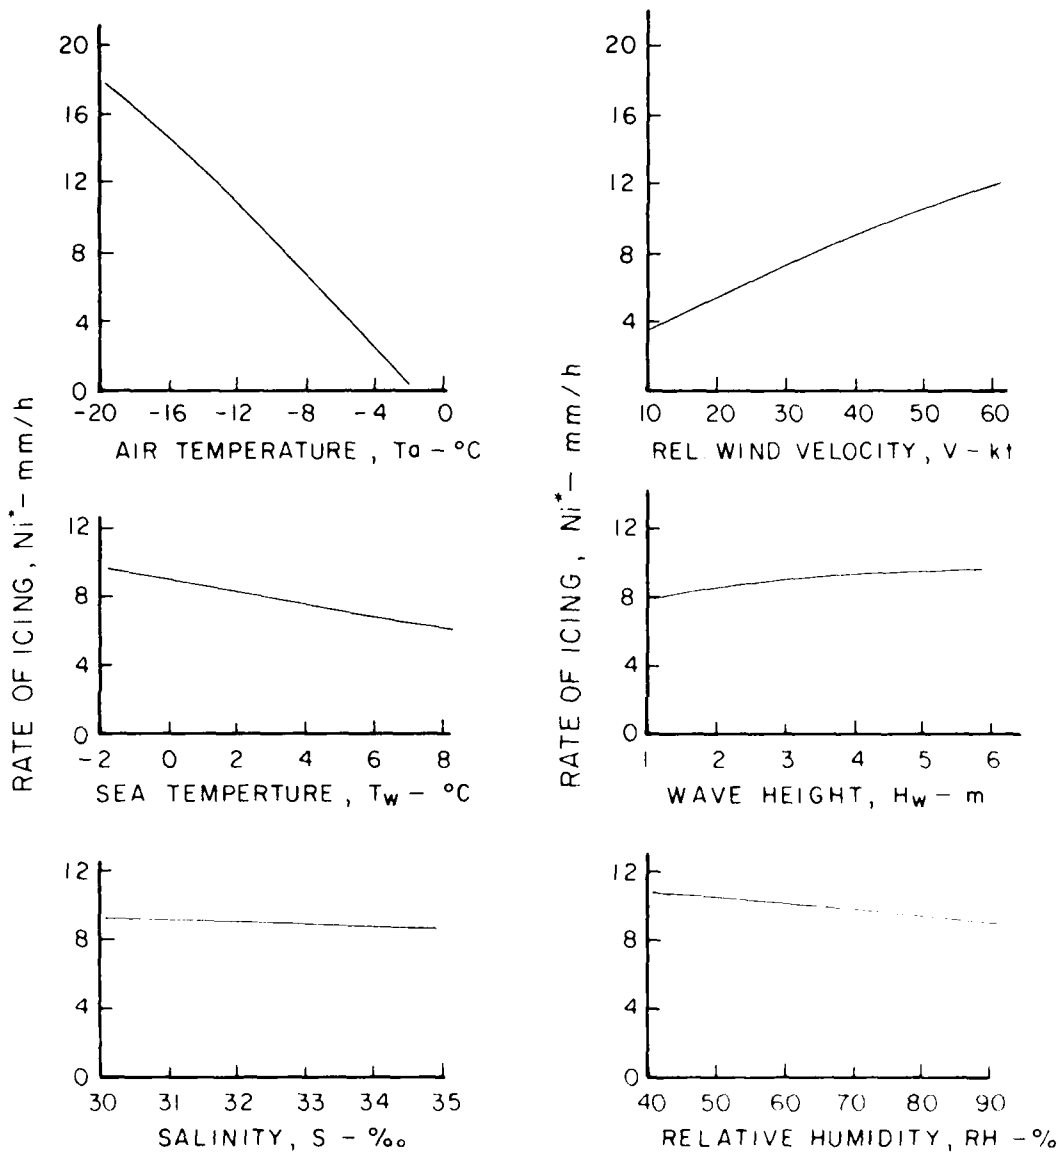 20
16
12
8
4
0
-20 -16 -12 -8 -4 0
AIR TEMPERATURE, Ta - °C
20
16
12
8
4
10 20 30 40 50 60
REL. WIND VELOCITY, V - kt
RATE OF ICING, Ni* - mm/h
RATE OF ICING, Ni* - mm/h
12
8
4
0
-2 0 2 4 6 8
SEA TEMPERTURE, Tw - °C
12
8
4
0
1 2 3 4 5 6
WAVE HEIGHT, Hw - m
12
8
4
0
30 31 32 33 34 35
SALINITY, S - ‰
12
8
4
0
40 50 60 70 80 90
RELATIVE HUMIDITY, RH - %